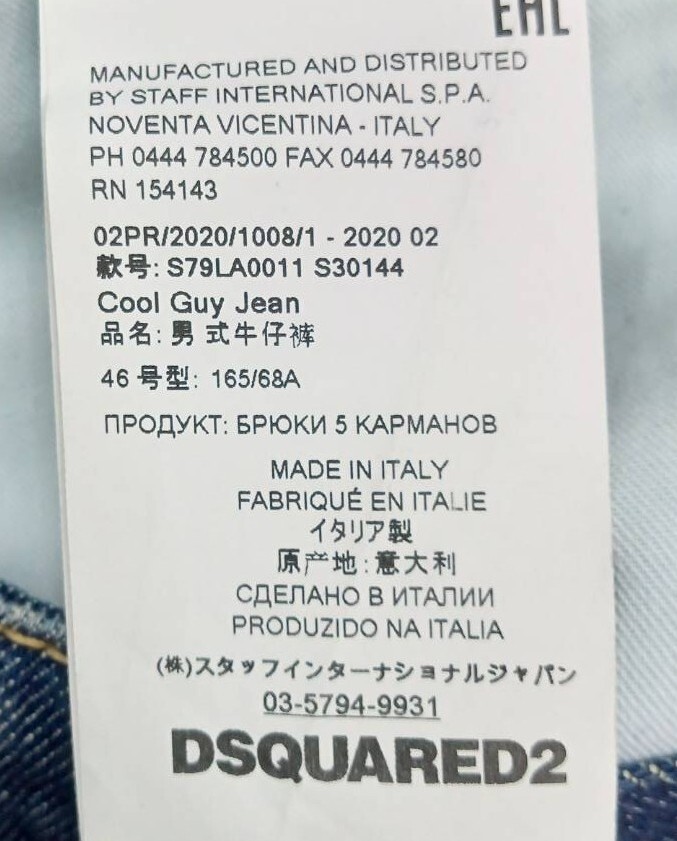 EAC
MANUFACTURED AND DISTRIBUTED
BY STAFF INTERNATIONAL S.P.A.
NOVENTA VICENTINA - ITALY
PH 0444 784500 FAX 0444 784580
RN 154143
02PR/2020/1008/1 - 2020 02
款号: S79LA0011 S30144
Cool Guy Jean
品名: 男 式牛仔裤
46 号型: 165/68A
ПРОДУКТ: БРЮКИ 5 КАРМАНОВ
MADE IN ITALY
FABRIQUÉ EN ITALIE
イタリア製
原产地: 意大利
СДЕЛАНО В ИТАЛИИ
PRODUZIDO NA ITALIA
(株)スタッフインターナショナルジャパン
03-5794-9931
DSQUARED2